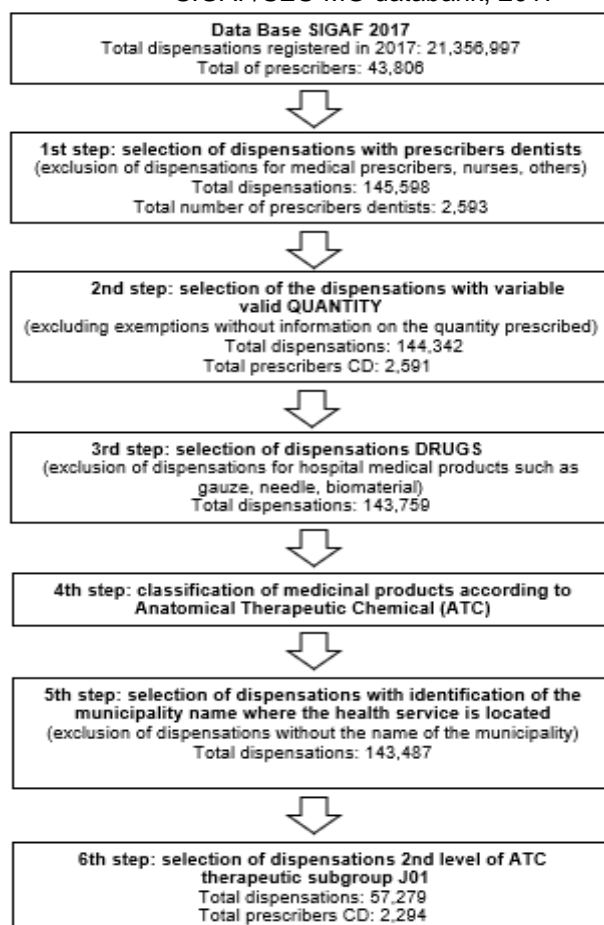 Data Base SIGAF 2017
Total dispensations registered in 2017: 21,356,997
Total of prescribers: 43,806
1st step: selection of dispensations with prescribers dentists
(exclusion of dispensations for medical prescribers, nurses, others)
Total dispensations: 145,598
Total number of prescribers dentists: 2,593
2nd step: selection of the dispensations with variable
valid QUANTITY
(excluding exemptions without information on the quantity prescribed)
Total dispensations: 144,342
Total prescribers CD: 2,591
3rd step: selection of dispensations DRUGS
(exclusion of dispensations for hospital medical products such as
gauze, needle, biomaterial)
Total dispensations: 143,759
4th step: classification of medicinal products according to
Anatomical Therapeutic Chemical (ATC)
5th step: selection of dispensations with identification of the
municipality name where the health service is located
(exclusion of dispensations without the name of the municipality)
Total dispensations: 143,487
6th step: selection of dispensations 2nd level of ATC
therapeutic subgroup J01
Total dispensations: 57,279
Total prescribers CD: 2,294